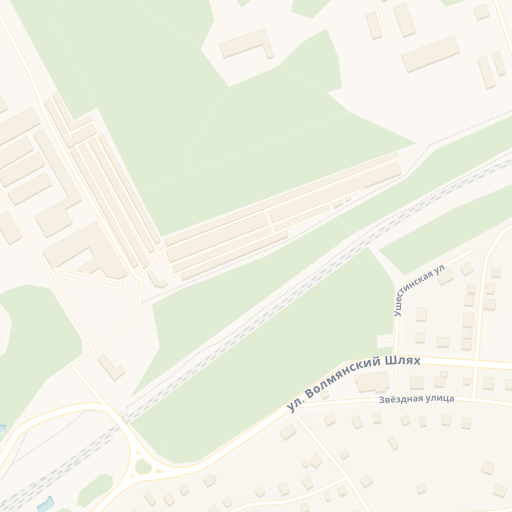 Ушестинская ул.
ул. Волмянский Шлях
Звёздная улица